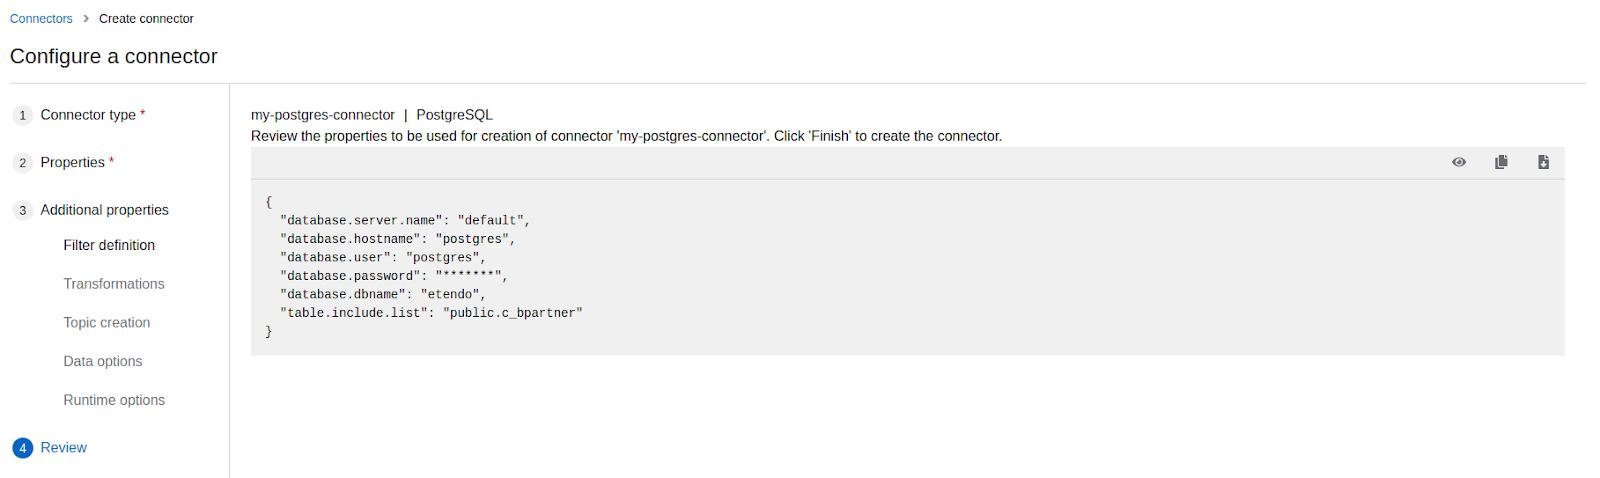 Connectors > Create connector
Configure a connector
1 Connector type *
2 Properties *
3 Additional properties
Filter definition
Transformations
Topic creation
Data options
Runtime options
4 Review
my-postgres-connector | PostgreSQL
Review the properties to be used for creation of connector 'my-postgres-connector'. Click 'Finish' to create the connector.
{
"database.server.name": "default",
"database.hostname": "postgres",
"database.user": "postgres",
"database.password": "*******",
"database.dbname": "etendo",
"table.include.list": "public.c_bpartner"
}